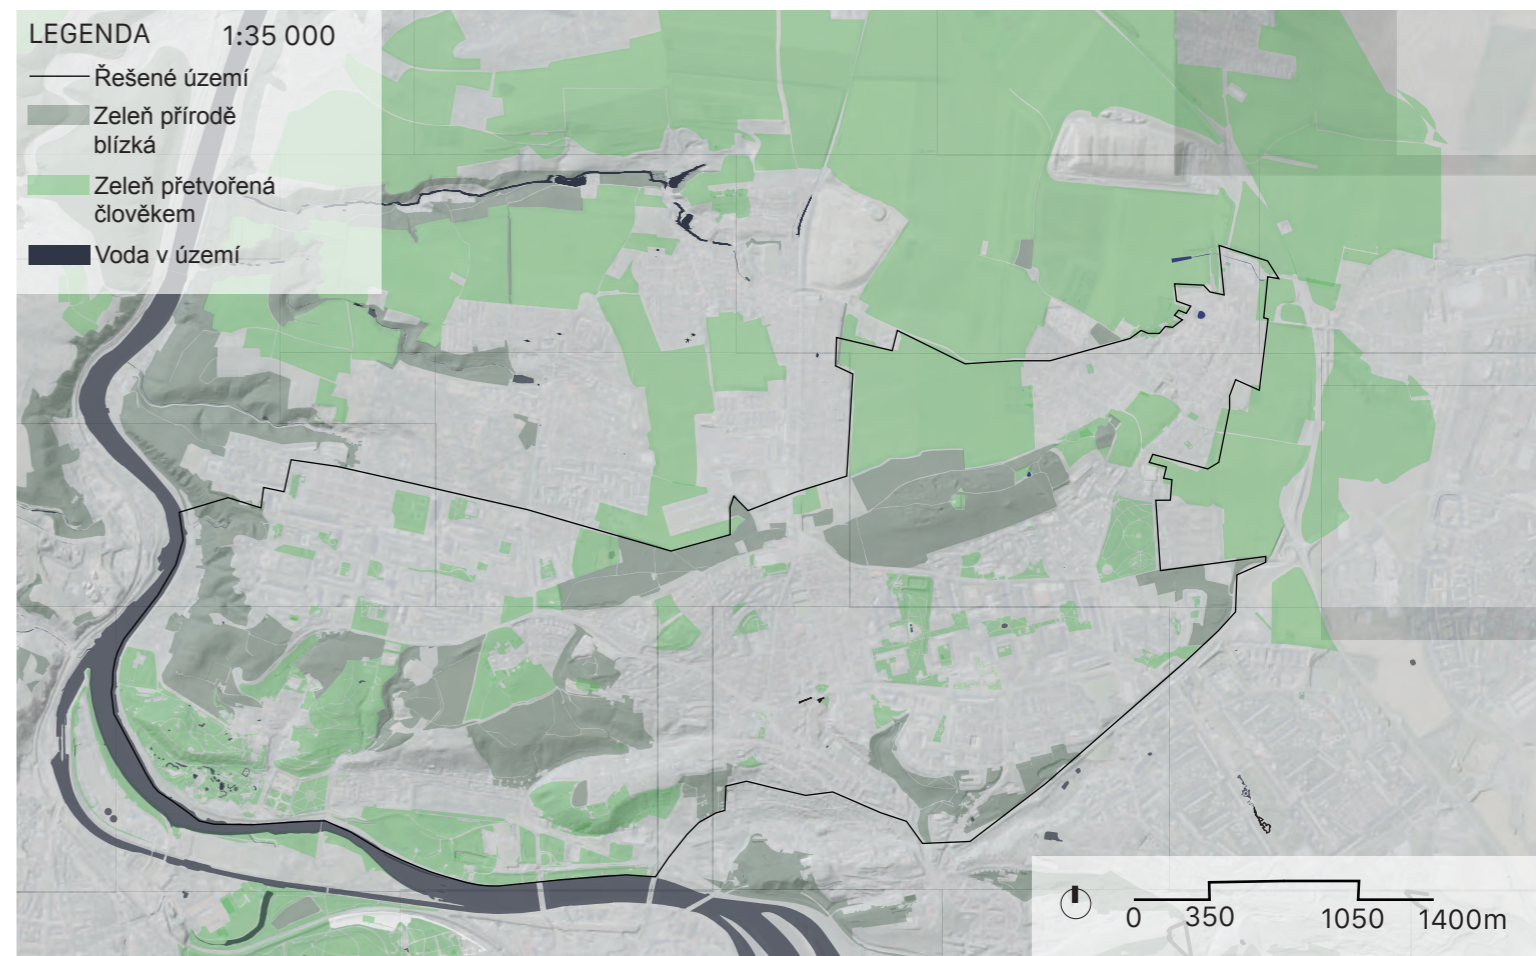 LEGENDA 1:35 000
Řešené území
Zeleň přírodě
blízká
Zeleň přetvořená
člověkem
Voda v území
0 350 1050 1400m